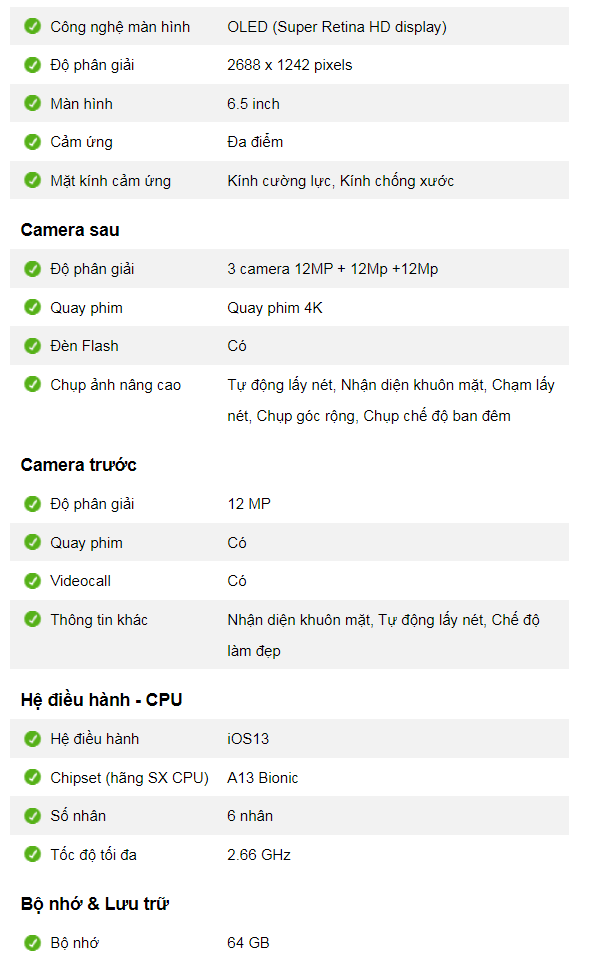 Công nghệ màn hình OLED (Super Retina HD display)
Độ phân giải 2688 x 1242 pixels
Màn hình 6.5 inch
Cảm ứng Đa điểm
Mặt kính cảm ứng Kính cường lực, Kính chống xước
Camera sau
Độ phân giải 3 camera 12MP + 12Mp +12Mp
Quay phim Quay phim 4K
Đèn Flash Có
Chụp ảnh nâng cao Tự động lấy nét, Nhận diện khuôn mặt, Chạm lấy
nét, Chụp góc rộng, Chụp chế độ ban đêm
Camera trước
Độ phân giải 12 MP
Quay phim Có
Videocall Có
Thông tin khác Nhận diện khuôn mặt, Tự động lấy nét, Chế độ
làm đẹp
Hệ điều hành - CPU
Hệ điều hành iOS13
Chipset (hãng SX CPU) A13 Bionic
Số nhân 6 nhân
Tốc độ tối đa 2.66 GHz
Bộ nhớ & Lưu trữ
Bộ nhớ 64 GB